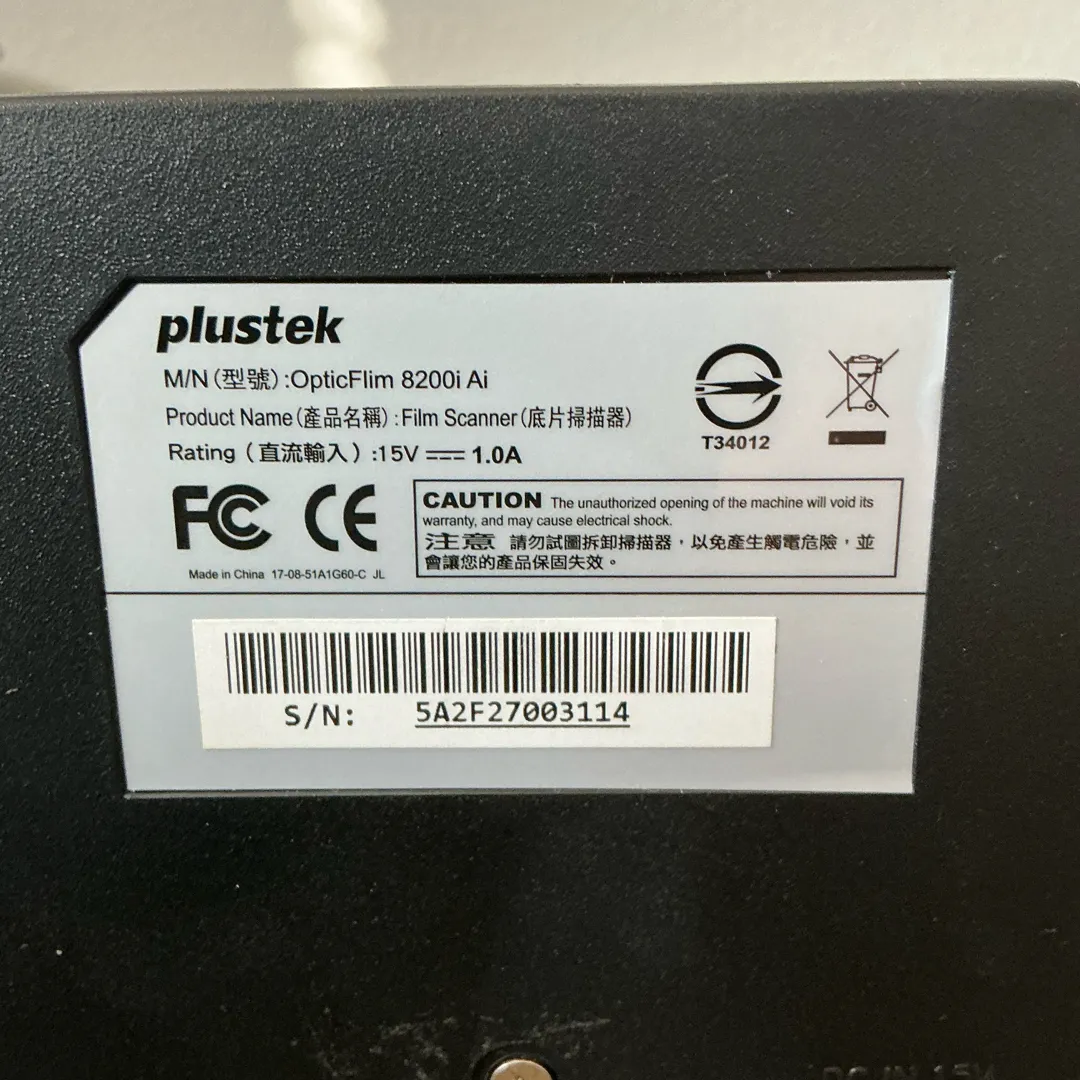 plustek
M/N(型號):OpticFlim 8200i Ai
Product Name(產品名稱):Film Scanner(底片掃描器)
Rating(直流輸入):15V ⎓ 1.0A
T34012
FC CE
CAUTION The unauthorized opening of the machine will void its
warranty, and may cause electrical shock.
注意 請勿試圖拆卸掃描器，以免產生觸電危險，並
會讓您的產品保固失效。
Made in China 17-08-51A1G60-C JL
S/N: 5A2F27003114
DC IN 15V